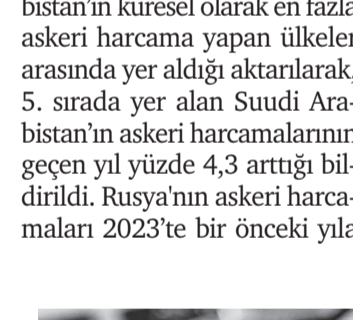 bistan’ın küresel olarak en fazla
askeri harcama yapan ülkeler
arasında yer aldığı aktarılarak,
5. sırada yer alan Suudi Ara-
bistan’ın askeri harcamalarının
geçen yıl yüzde 4,3 arttığı bil-
dirildi. Rusya'nın askeri harca-
maları 2023’te bir önceki yıla